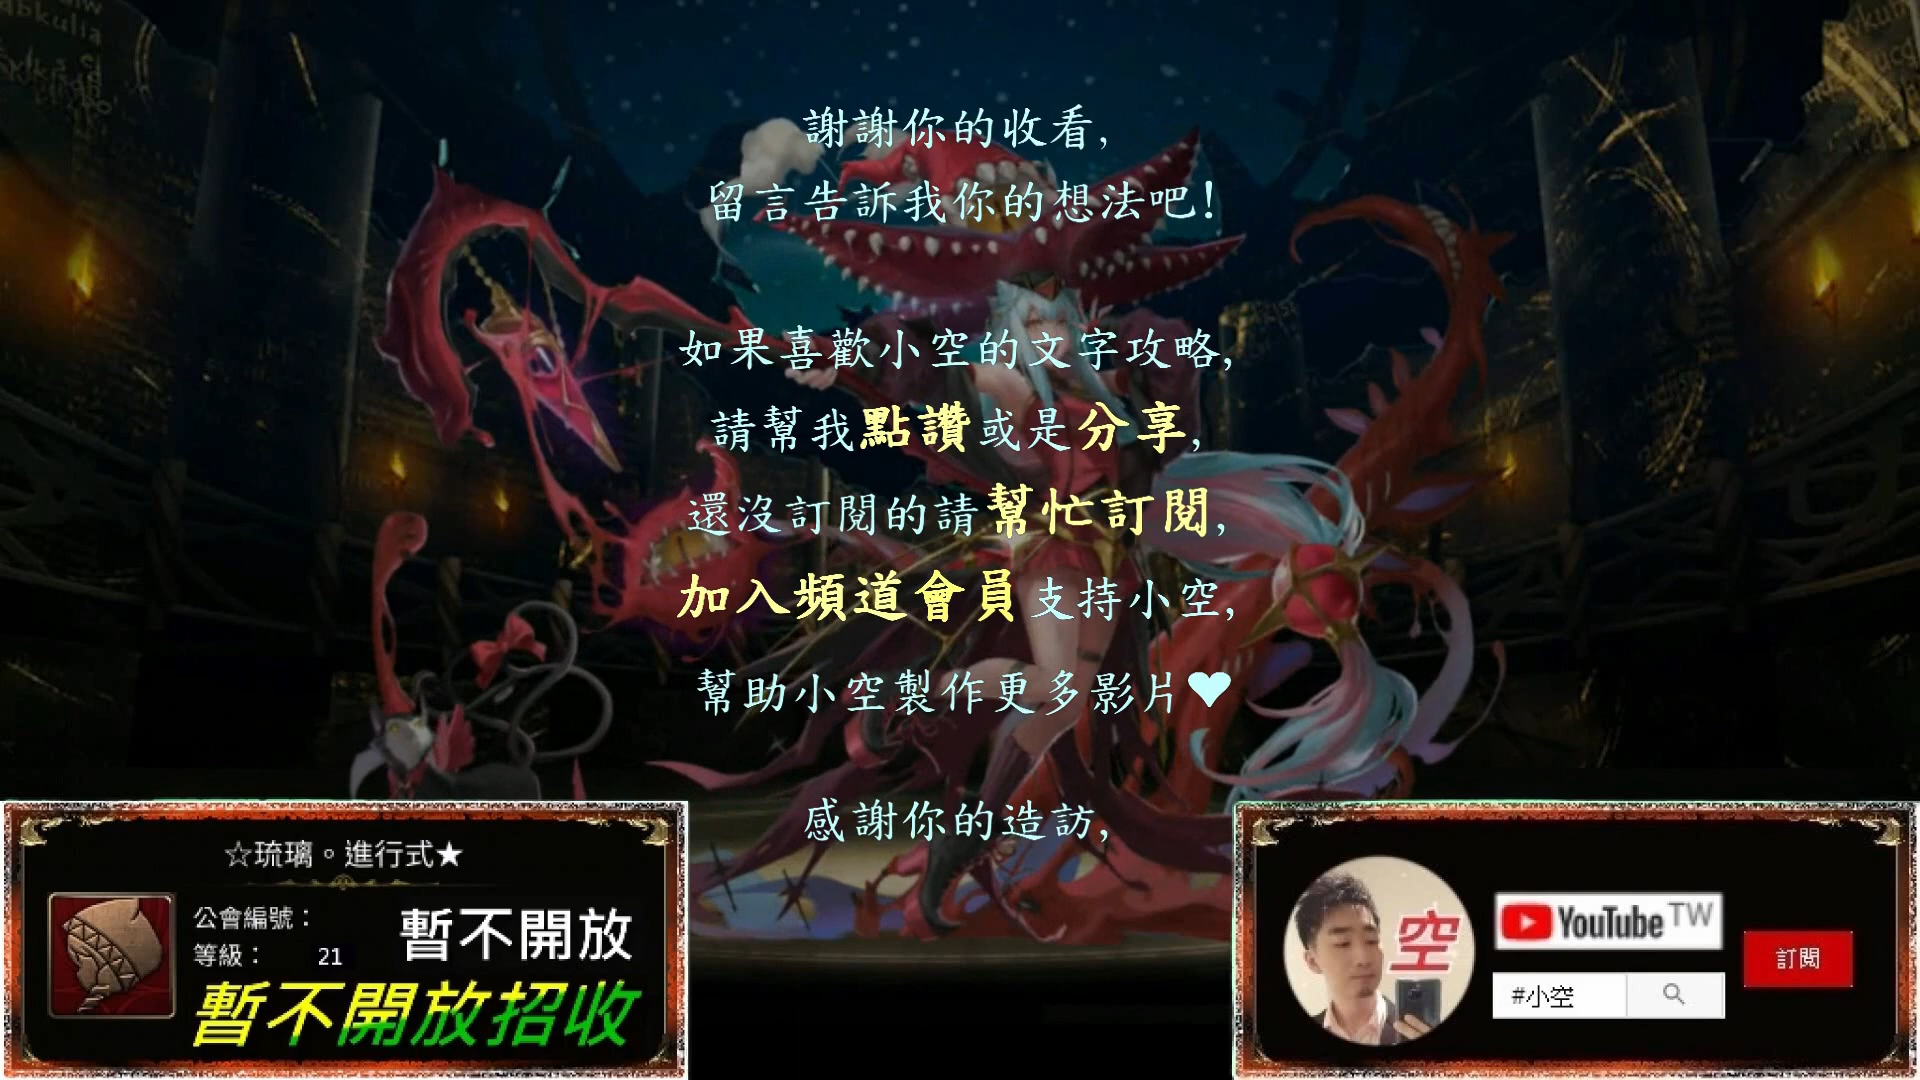 謝謝你的收看,
留言告訴我你的想法吧!
如果喜歡小空的文字攻略,
請幫我點讚或是分享,
還沒訂閱的請幫忙訂閱,
加入頻道會員支持小空,
幫助小空製作更多影片♥
感謝你的造訪,
☆琉璃。進行式★
公會編號: 暫不開放
等級: 21
暫不開放招收
空
YouTube TW
訂閱
#小空